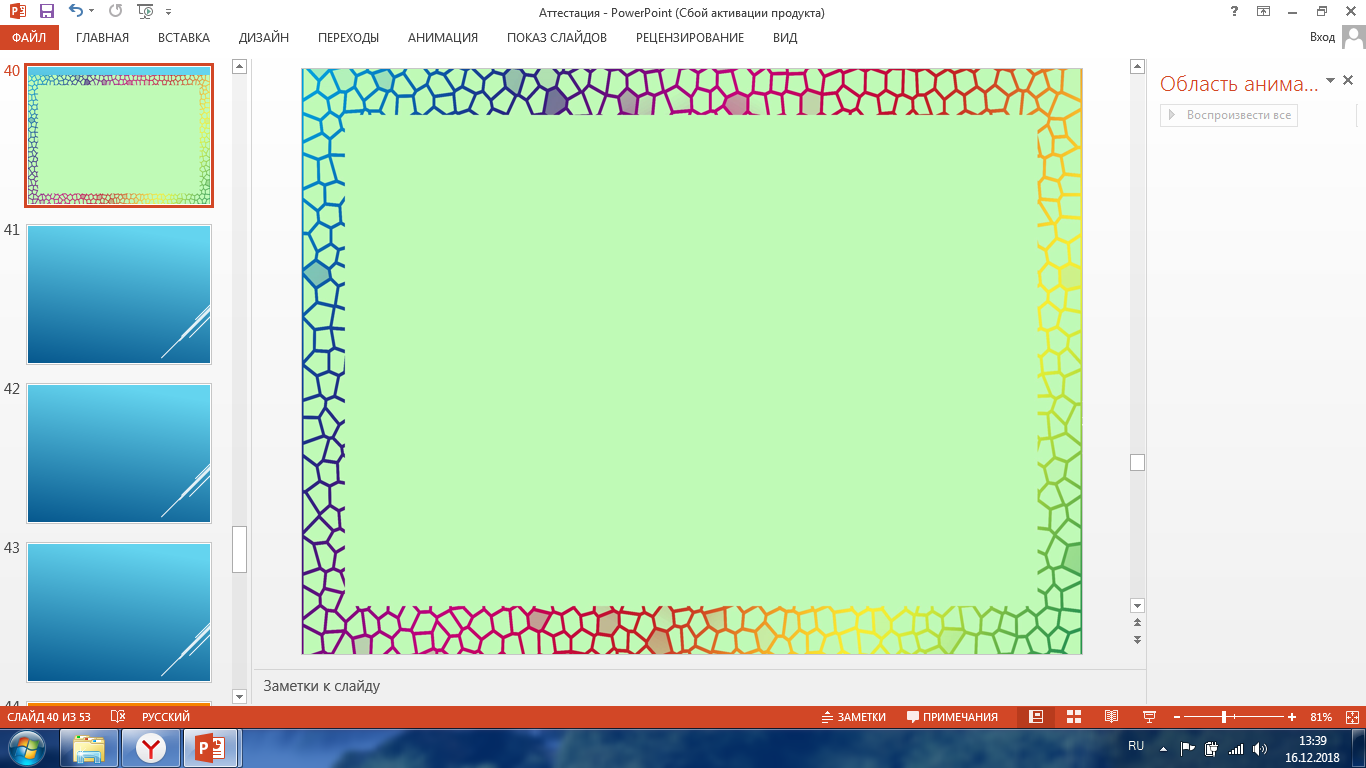 Аттестация - PowerPoint (Сбой активации продукта)
ФАЙЛ ГЛАВНАЯ ВСТАВКА ДИЗАЙН ПЕРЕХОДЫ АНИМАЦИЯ ПОКАЗ СЛАЙДОВ РЕЦЕНЗИРОВАНИЕ ВИД Вход
40
41
42
43
Область анима...
Воспроизвести все
Заметки к слайду
СЛАЙД 40 ИЗ 53 РУССКИЙ ЗАМЕТКИ ПРИМЕЧАНИЯ 81%
RU 13:39
16.12.2018